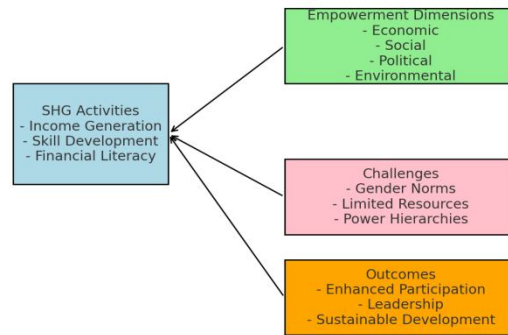 SHG Activities
- Income Generation
- Skill Development
- Financial Literacy
Empowerment Dimensions
- Economic
- Social
- Political
- Environmental
Challenges
- Gender Norms
- Limited Resources
- Power Hierarchies
Outcomes
- Enhanced Participation
- Leadership
- Sustainable Development